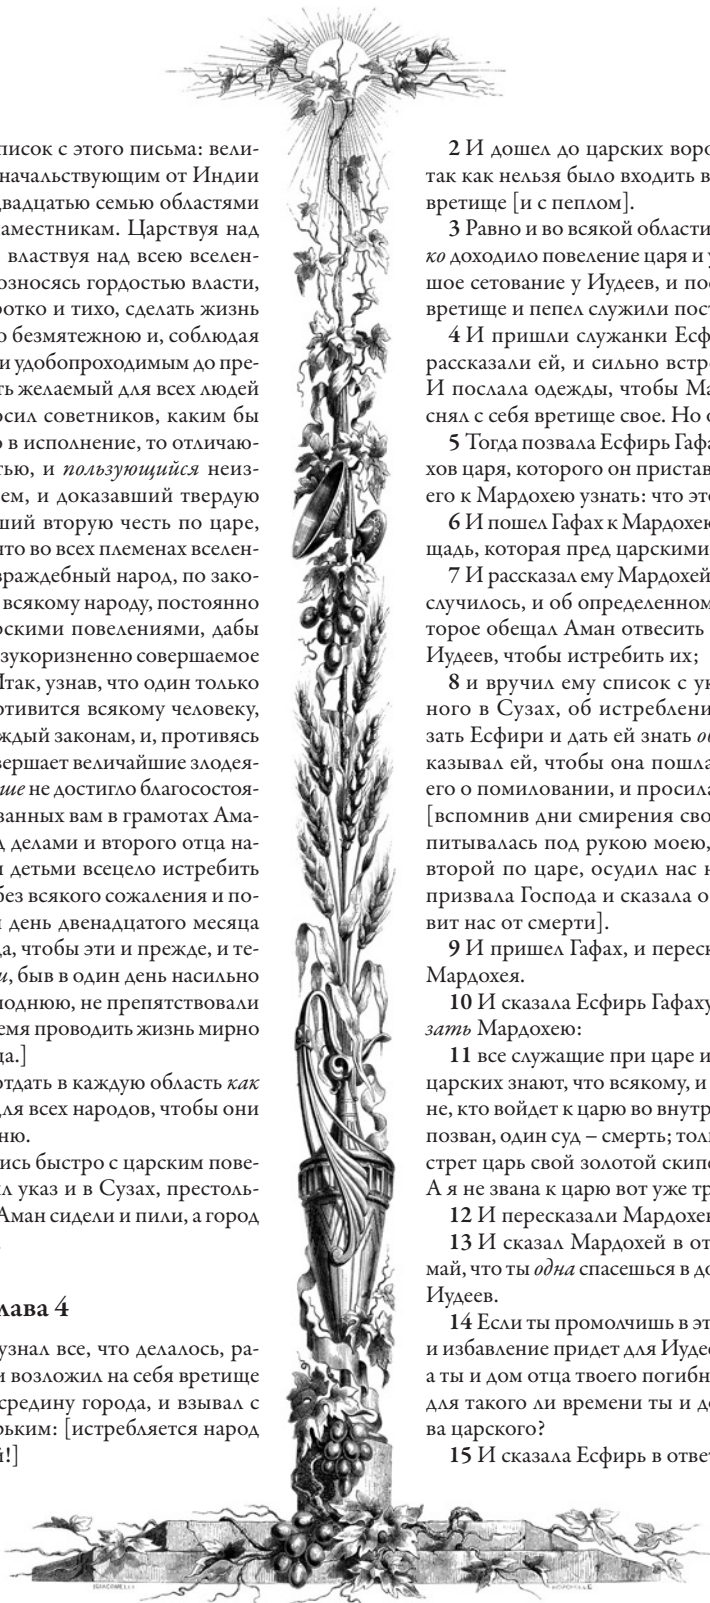 писок с этого письма: вели-
начальствующим от Индии
двадцатью семью областями
аместникам. Царствуя над
властвуя над всею вселен-
озносясь гордостью власти,
ротко и тихо, сделать жизнь
о безмятежною и, соблюдая
и удобопроходимым до пре-
ть желаемый для всех людей
осил советников, каким бы
о в исполнение, то отличаю-
тью, и пользующийся неиз-
ем, и доказавший твердую
ший вторую честь по царе,
что во всех племенах вселен-
враждебный народ, по зако-
всякому народу, постоянно
рскими повелениями, дабы
зукоризненно совершаемое
Итак, узнав, что один только
отивится всякому человеку,
ждый законам, и, противясь
вершает величайшие злодея-
ше не достигло благосостоя-
занных вам в грамотах Ама-
д делами и второго отца на-
и детьми всецело истребить
без всякого сожаления и по-
й день двенадцатого месяца
да, чтобы эти и прежде, и те-
и, быв в один день насильно
поднюю, не препятствовали
емя проводить жизнь мирно
ца.]
отдать в каждую область как
для всех народов, чтобы они
ню.
ись быстро с царским пове-
л указ и в Сузах, престоль-
Аман сидели и пили, а город
лава 4
узнал все, что делалось, ра-
и возложил на себя вретище
средину города, и взывал с
рьким: [истребляется народ
й!]
2 И дошел до царских воро
так как нельзя было входить в
вретище [и с пеплом].
3 Равно и во всякой области
ко доходило повеление царя и у
шое сетование у Иудеев, и пос
вретище и пепел служили пост
4 И пришли служанки Есф
рассказали ей, и сильно встре
И послала одежды, чтобы Ма
снял с себя вретище свое. Но о
5 Тогда позвала Есфирь Гафа
хов царя, которого он пристав
его к Мардохею узнать: что это
6 И пошел Гафах к Мардохею
щадь, которая пред царскими
7 И рассказал ему Мардохей
случилось, и об определенном
торое обещал Аман отвесить
Иудеев, чтобы истребить их;
8 и вручил ему список с ук
ного в Сузах, об истреблени
зать Есфири и дать ей знать об
казывал ей, чтобы она пошла
его о помиловании, и просила
[вспомнив дни смирения сво
питывалась под рукою моею,
второй по царе, осудил нас н
призвала Господа и сказала о
вит нас от смерти].
9 И пришел Гафах, и переск
Мардохея.
10 И сказала Есфирь Гафаху
зать Мардохею:
11 все служащие при царе и
царских знают, что всякому, и
не, кто войдет к царю во внутр
позван, один суд – смерть; толь
стрет царь свой золотой скипе
А я не звана к царю вот уже тр
12 И пересказали Мардохею
13 И сказал Мардохей в от
май, что ты одна спасешься в до
Иудеев.
14 Если ты промолчишь в эт
и избавление придет для Иудее
а ты и дом отца твоего погибн
для такого ли времени ты и до
ва царского?
15 И сказала Есфирь в ответ